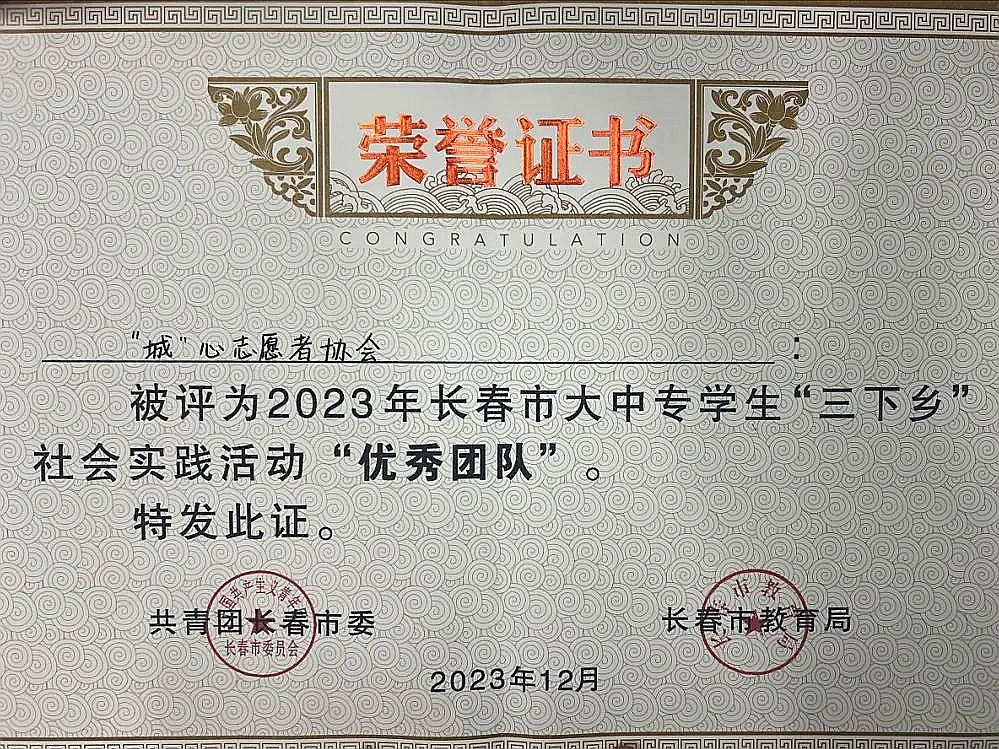 荣誉证书
CONGRATULATION
“城”心志愿者协会：
被评为2023年长春市大中专学生“三下乡”
社会实践活动“优秀团队”。
特发此证。
共青团长春市委
长春市教育局
长春市委员会
2023年12月